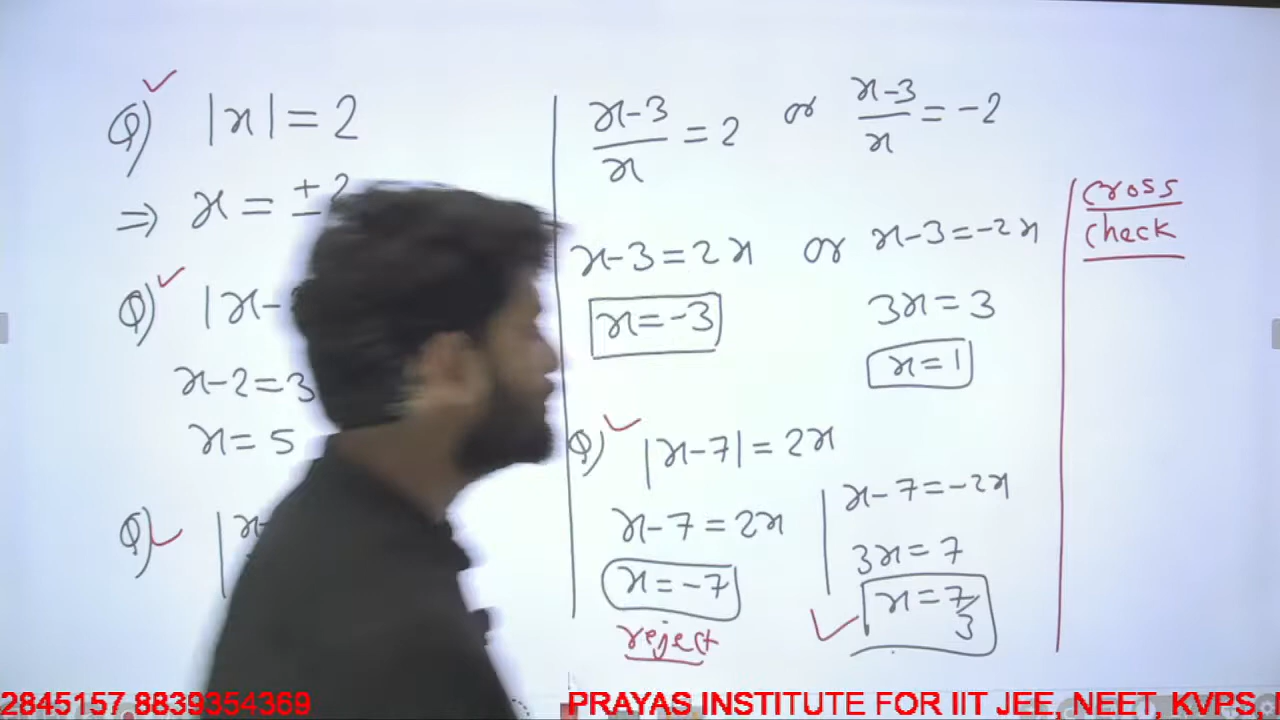 Q) |x| = 2
⇒ x = ±2
Q) |x-
x-2 = 3
x = 5
Q) |x-
x-3/x = 2 or x-3/x = -2
x-3 = 2x or x-3 = -2x
x = -3
3x = 3
x = 1
Q) |x-7| = 2x
x-7 = 2x
x = -7
reject
x-7 = -2x
3x = 7
x = 7/3
cross
check
2845157 8839354369
PRAYAS INSTITUTE FOR IIT JEE, NEET, KVPS,